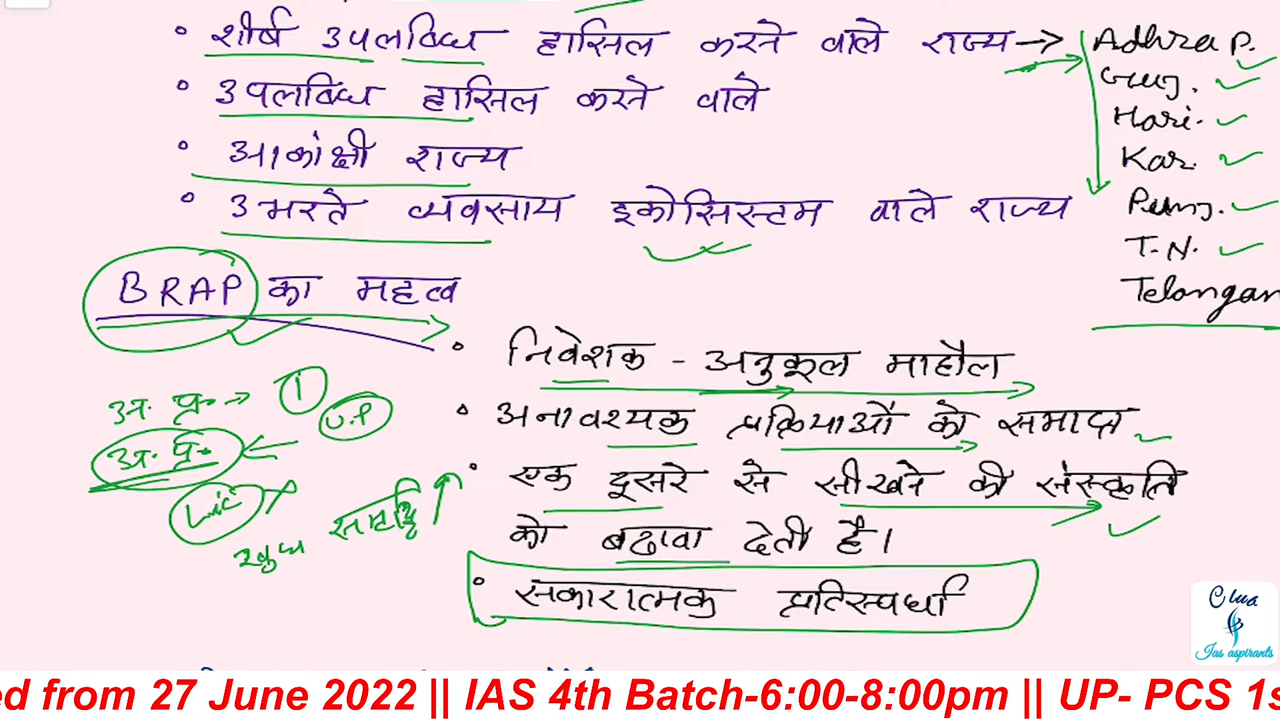 • शीर्ष उपलब्धि हासिल करने वाले राज्य → Adhra P.
Guj.
• उपलब्धि हासिल करने वाले
Hari.
• आकांक्षी राज्य
Kar.
• उभरते व्यवसाय इकोसिस्टम वाले राज्य
Punj.
T.N.
Telangan
BRAP का महत्व
• निवेशक - अनुकूल माहौल
उ. प्र. → 1
U.P
• अनावश्यक प्रक्रियाओं को समाप्त
उ. प्र.
• एक दूसरे से सीखने की संस्कृति
को बढावा देती है।
• सकारात्मक प्रतिस्पर्धा
Clua
Ias aspirants
ed from 27 June 2022 || IAS 4th Batch-6:00-8:00pm || UP- PCS 1s